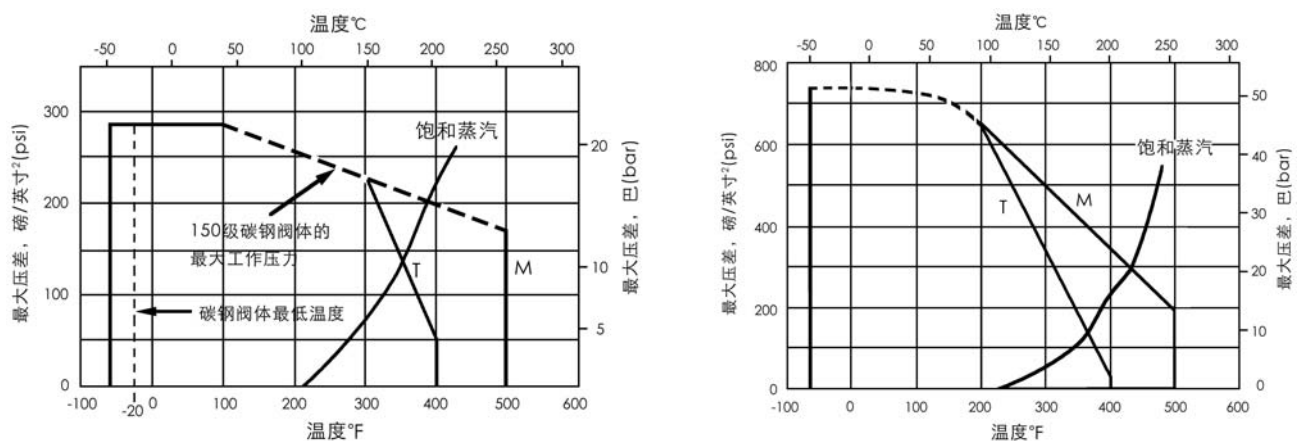 温度℃
-50 0 50 100 150 200 250 300
300
200
100
0
最大压差，磅/英寸²(psi)
20
10
5
最大压差，巴(bar)
饱和蒸汽
150级碳钢阀体的
最大工作压力
T
M
碳钢阀体最低温度
-100 -20 0 100 200 300 400 500 600
温度°F
温度℃
-50 0 50 100 150 200 250 300
800
600
400
200
0
最大压差，磅/英寸²(psi)
50
40
30
20
10
0
最大压差，巴(bar)
饱和蒸汽
T
M
-100 0 100 200 300 400 500 600
温度°F